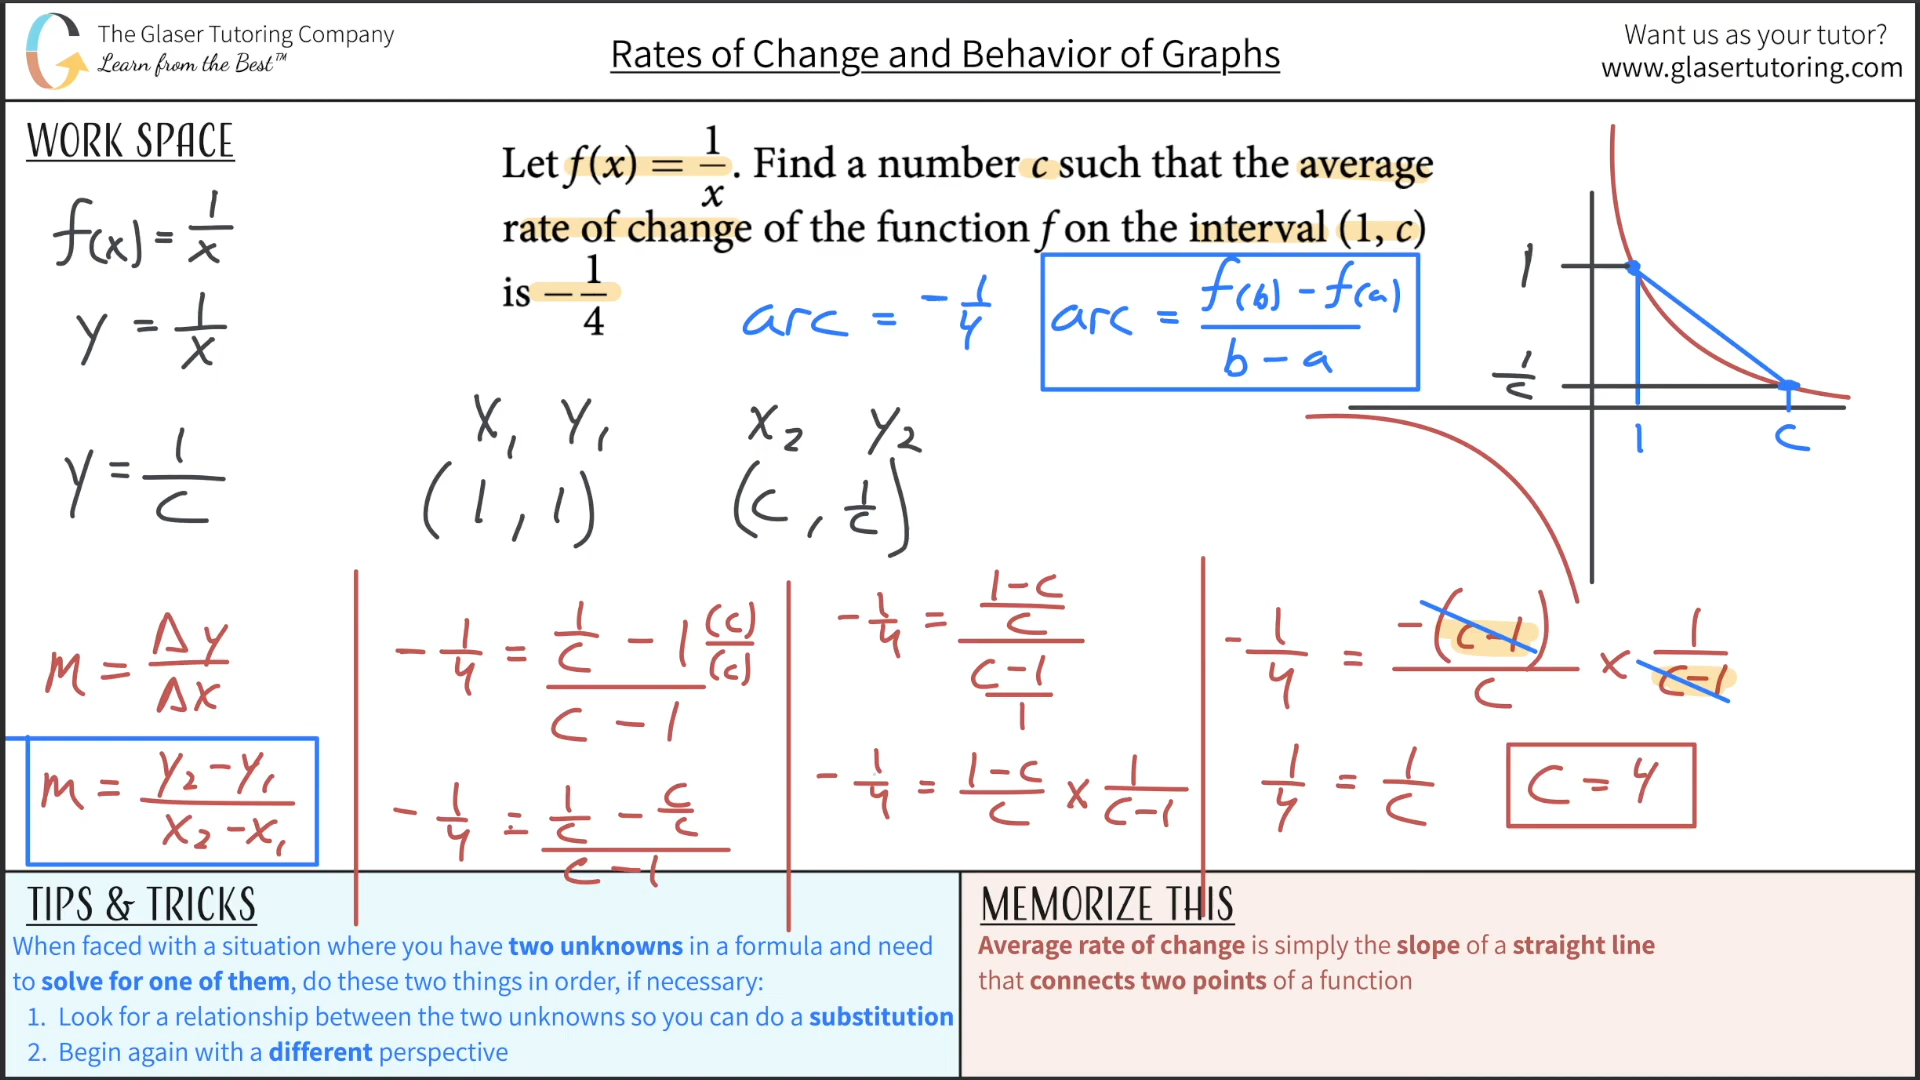 The Glaser Tutoring Company
Learn from the Best™
Rates of Change and Behavior of Graphs
Want us as your tutor?
www.glasertutoring.com
WORK SPACE
f(x) = 1/x
y = 1/x
y = 1/c
Let f(x) = 1/x. Find a number c such that the average
rate of change of the function f on the interval (1, c)
is −1/4
arc = -1/4
arc = (f(b) - f(a))/(b - a)
x₁ y₁
(1, 1)
x₂ y₂
(c, 1/c)
1
1/c
1
c
m = Δy/Δx
m = (y₂ - y₁)/(x₂ - x₁)
-1/4 = (1/c - 1 (c)/(c))/(c - 1)
-1/4 = (1/c - c/c)/(c - 1)
-1/4 = ((1-c)/c)/((c-1)/1)
-1/4 = (1-c)/c x 1/(c-1)
-1/4 = -(c-1)/c x 1/(c-1)
1/4 = 1/c
c = 4
TIPS & TRICKS
When faced with a situation where you have two unknowns in a formula and need
to solve for one of them, do these two things in order, if necessary:
1. Look for a relationship between the two unknowns so you can do a substitution
2. Begin again with a different perspective
MEMORIZE THIS
Average rate of change is simply the slope of a straight line
that connects two points of a function